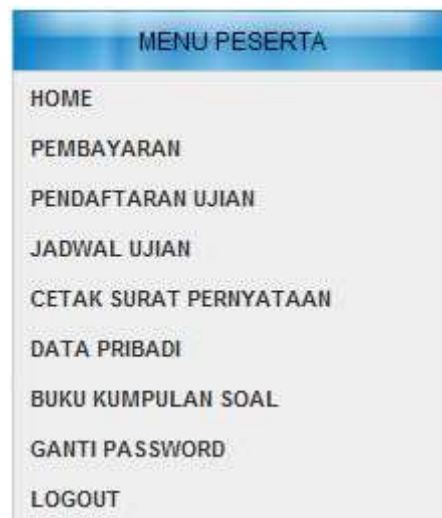 MENU PESERTA
HOME
PEMBAYARAN
PENDAFTARAN UJIAN
JADWAL UJIAN
CETAK SURAT PERNYATAAN
DATA PRIBADI
BUKU KUMPULAN SOAL
GANTI PASSWORD
LOGOUT